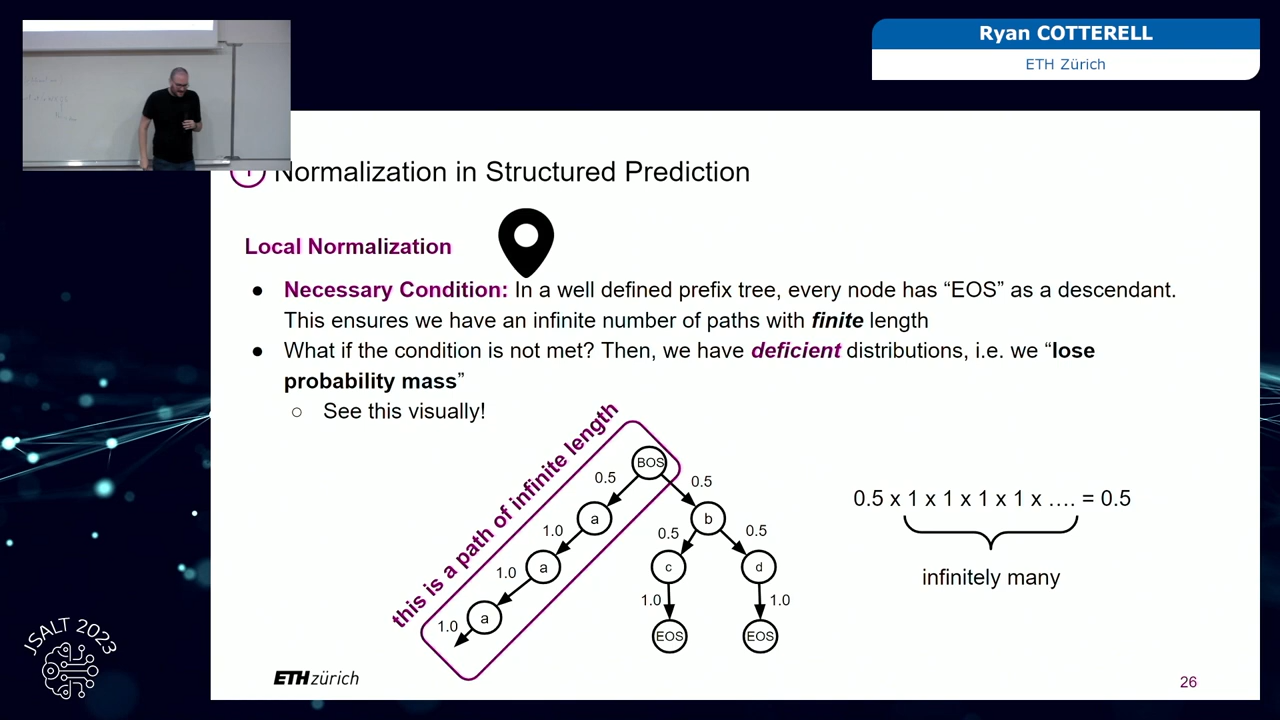 Ryan COTTERELL
ETH Zürich
Normalization in Structured Prediction
Local Normalization
● Necessary Condition: In a well defined prefix tree, every node has “EOS” as a descendant.
This ensures we have an infinite number of paths with finite length
● What if the condition is not met? Then, we have deficient distributions, i.e. we “lose
probability mass”
○ See this visually!
this is a path of infinite length
BOS
0.5
0.5
a
b
1.0
0.5
0.5
a
c
d
1.0
1.0
1.0
a
1.0
EOS
EOS
0.5 x 1 x 1 x 1 x 1 x .... = 0.5
infinitely many
JSALT 2023
ETH zürich
26